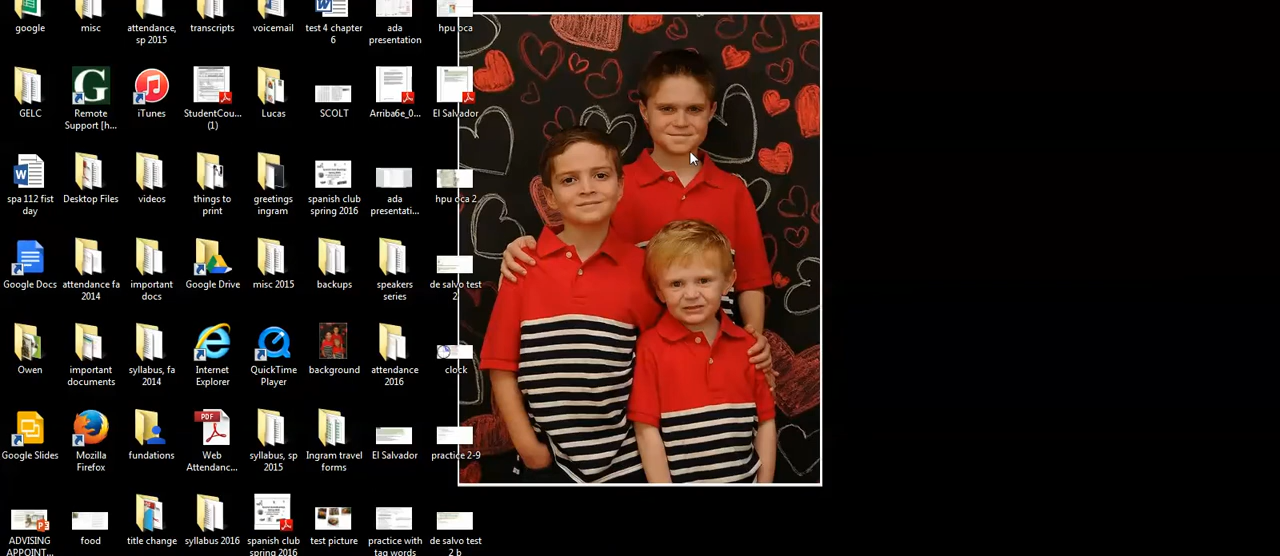 google
misc
attendance,
sp 2015
transcripts
voicemail
test 4 chapter
6
ada
presentation
hpu oca
GELC
G
Remote
Support [h...
iTunes
StudentCou...
(1)
Lucas
SCOLT
Arriba6e_0...
El Salvador
W
spa 112 fist
day
Desktop Files
videos
things to
print
greetings
ingram
spanish club
spring 2016
ada
presentati...
hpu oca 2
Google Docs
attendance fa
2014
important
docs
Google Drive
misc 2015
backups
speakers
series
de salvo test
2
Owen
important
documents
syllabus, fa
2014
Internet
Explorer
QuickTime
Player
background
attendance
2016
clock
Google Slides
Mozilla
Firefox
fundations
PDF
Web
Attendanc...
syllabus, sp
2015
Ingram travel
forms
El Salvador
practice 2-9
ADVISING
APPOINT...
food
title change
syllabus 2016
spanish club
spring 2016
test picture
practice with
tag words
de salvo test
2 b